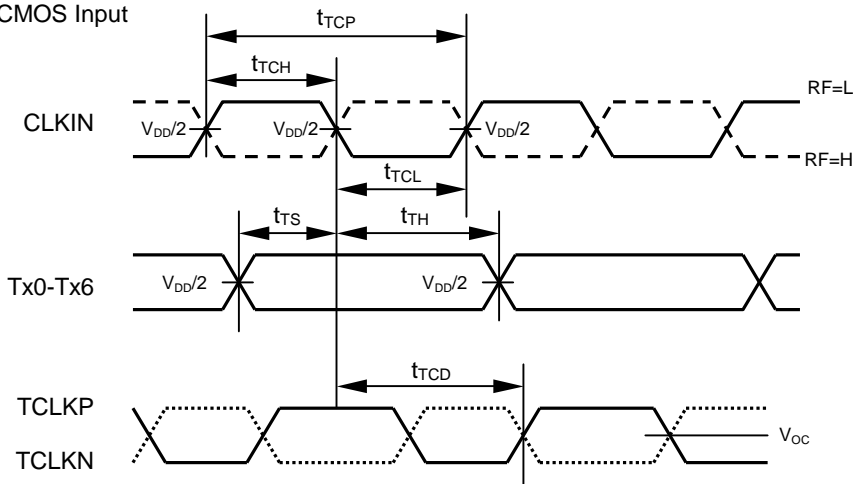 CMOS Input
tTCP
tTCH
RF=L
CLKIN
VDD/2
VDD/2
VDD/2
RF=H
tTCL
tTS
tTH
Tx0-Tx6
VDD/2
VDD/2
tTCD
TCLKP
VOC
TCLKN